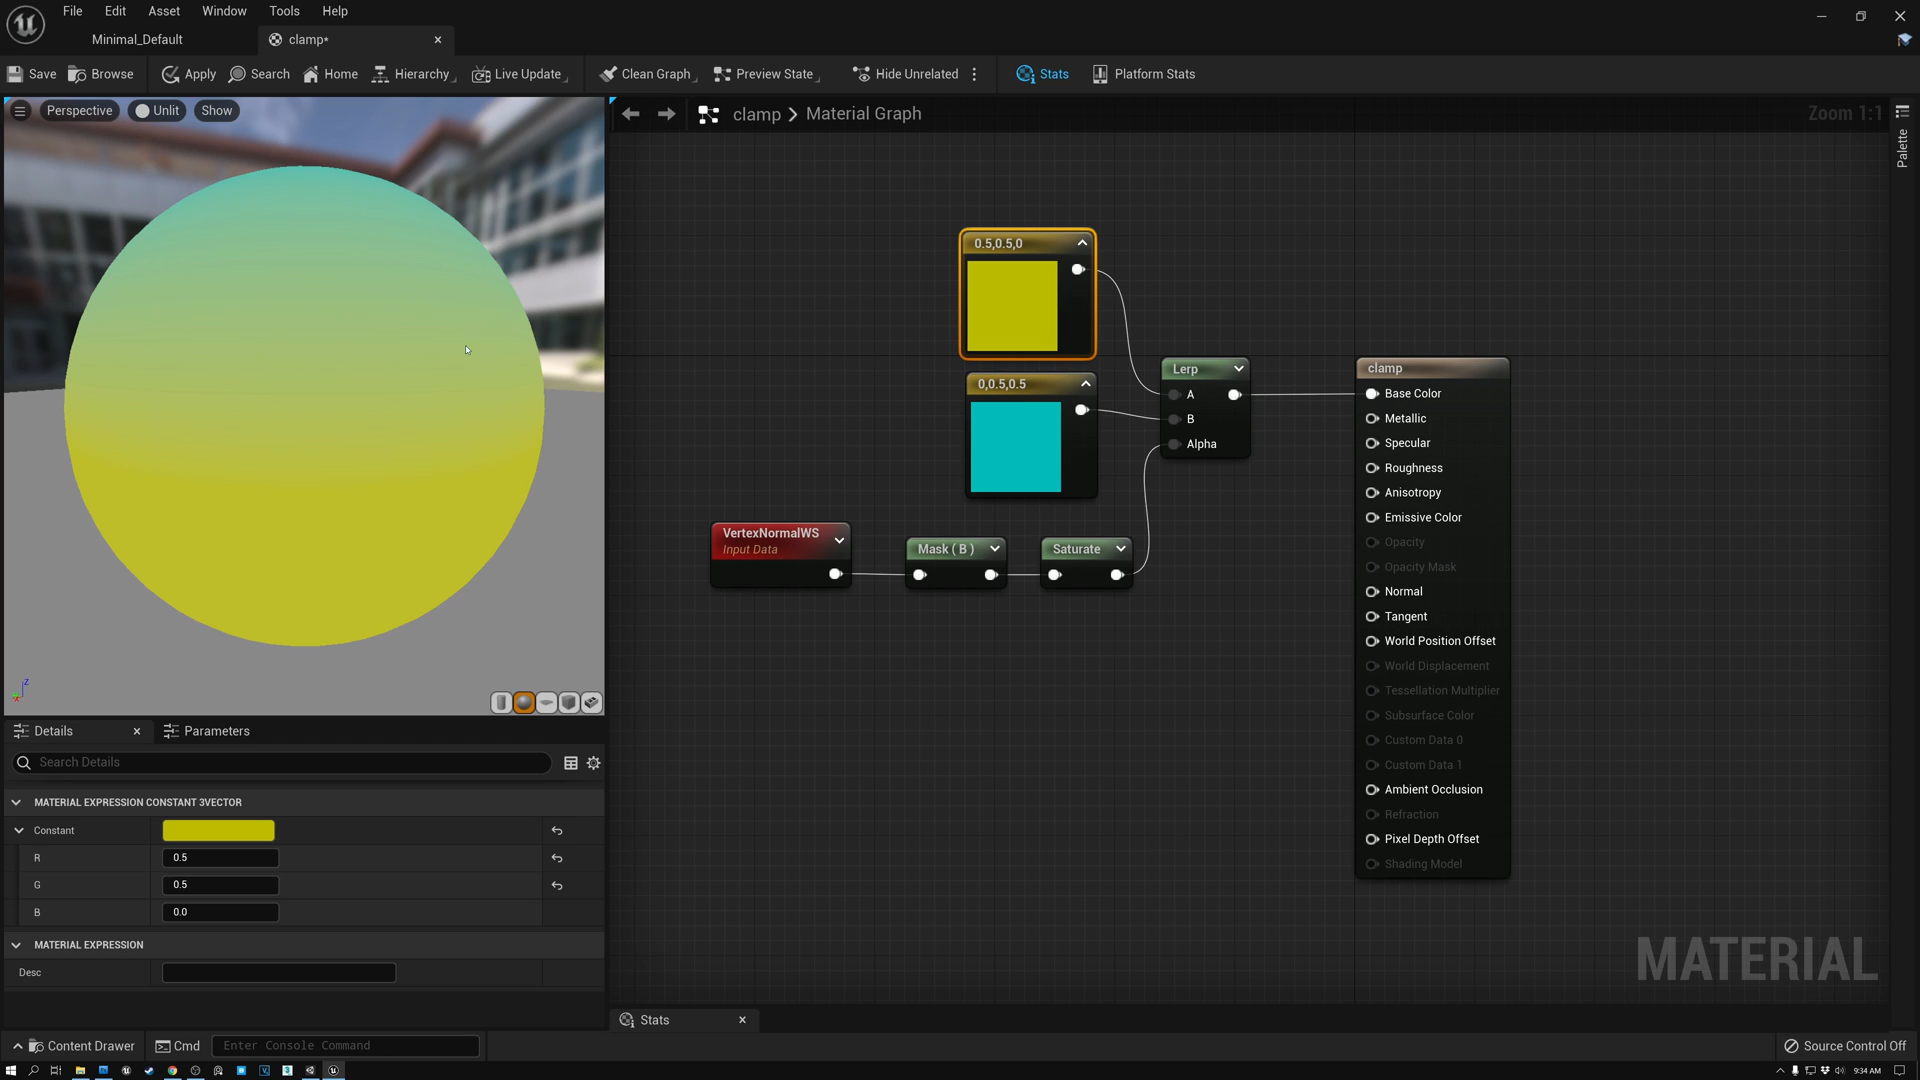 File Edit Asset Window Tools Help
Minimal_Default
clamp*
Save Browse Apply Search Home Hierarchy Live Update Clean Graph Preview State Hide Unrelated Stats Platform Stats
Perspective Unlit Show
clamp > Material Graph
Zoom 1:1
Palette
0.5,0.5,0
0,0.5,0.5
Lerp
A
B
Alpha
VertexNormalWS
Input Data
Mask ( B )
Saturate
clamp
Base Color
Metallic
Specular
Roughness
Anisotropy
Emissive Color
Opacity
Opacity Mask
Normal
Tangent
World Position Offset
World Displacement
Tessellation Multiplier
Subsurface Color
Custom Data 0
Custom Data 1
Ambient Occlusion
Refraction
Pixel Depth Offset
Shading Model
MATERIAL
z
Details
Parameters
Search Details
MATERIAL EXPRESSION CONSTANT 3VECTOR
Constant
R 0.5
G 0.5
B 0.0
MATERIAL EXPRESSION
Desc
Stats
Content Drawer
Cmd
Enter Console Command
Source Control Off
9:34 AM